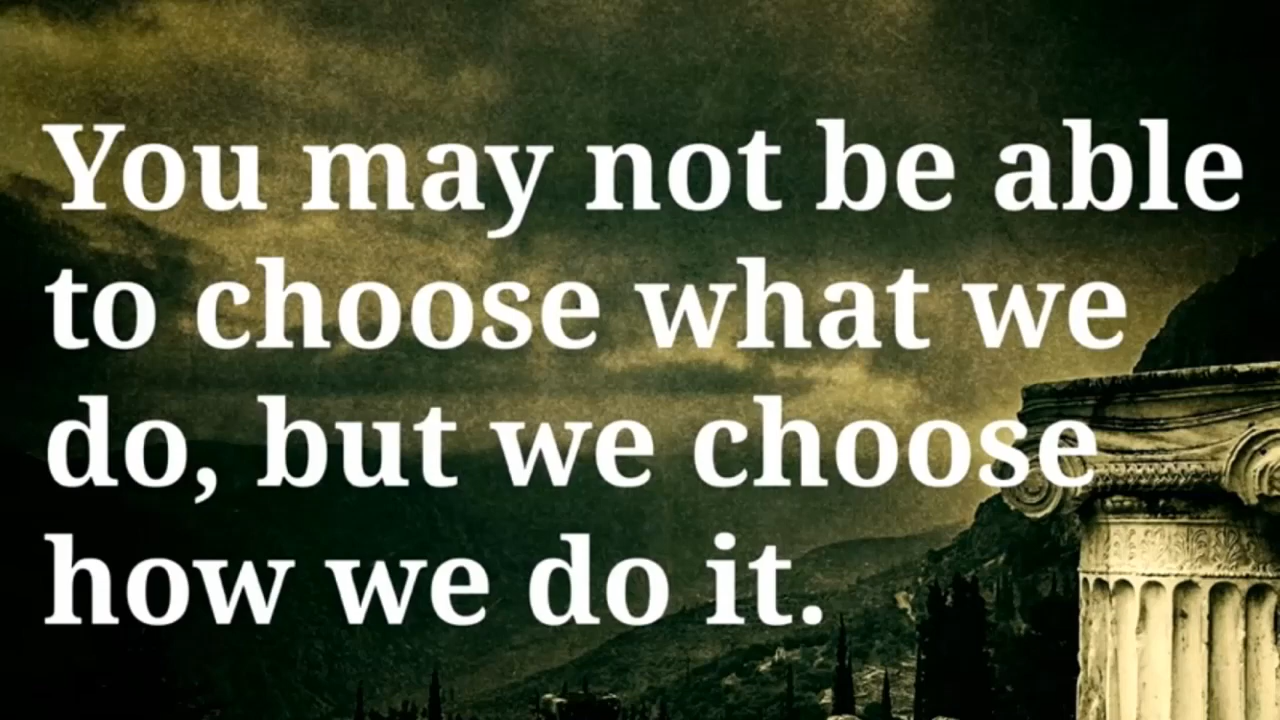 You may not be able
to choose what we
do, but we choose
how we do it.